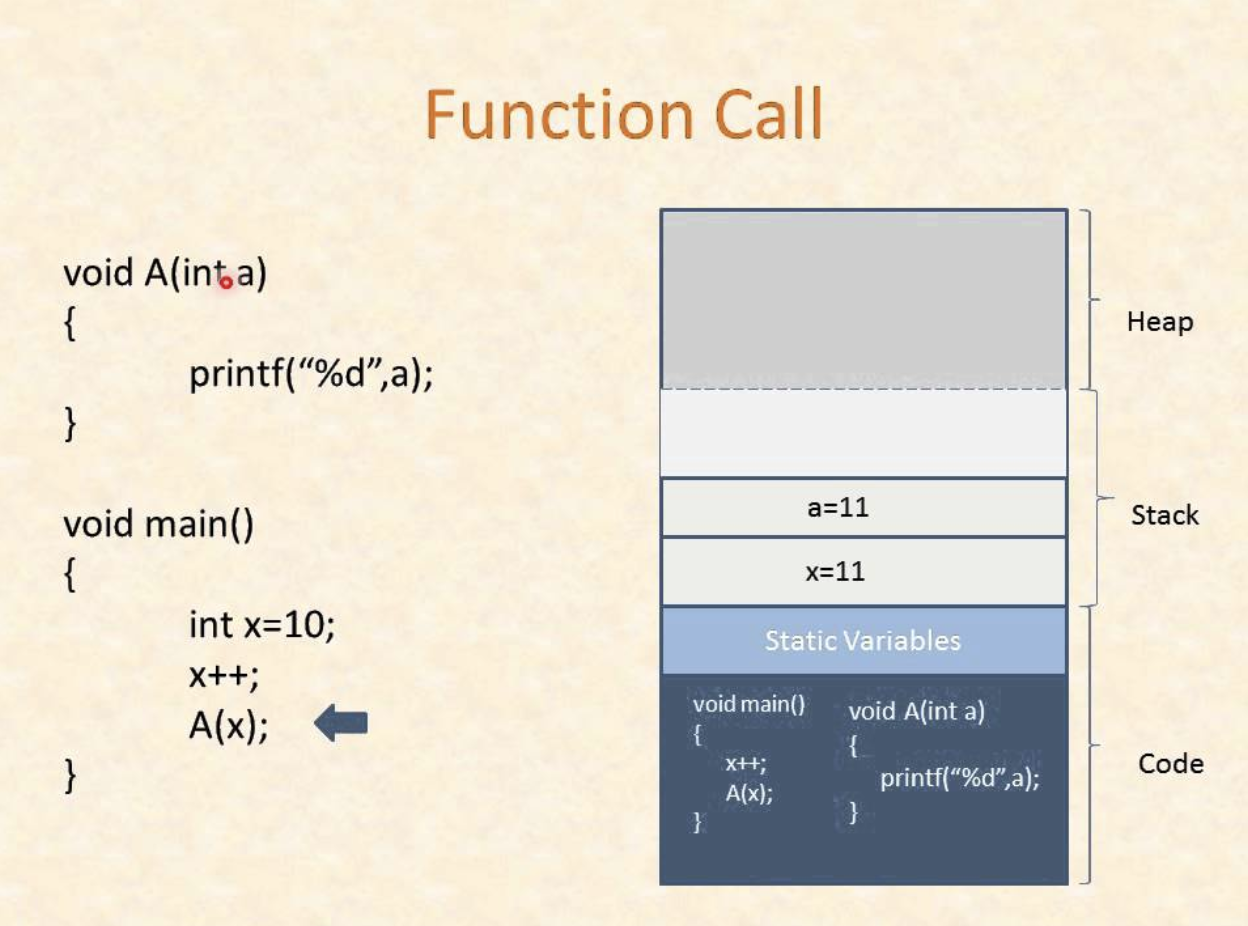 Function Call
void A(int a)
{
printf(“%d”,a);
}
void main()
{
int x=10;
x++;
A(x);
}
Heap
a=11
x=11
Stack
Static Variables
void main()
{
x++;
A(x);
}
void A(int a)
{
printf(“%d”,a);
}
Code